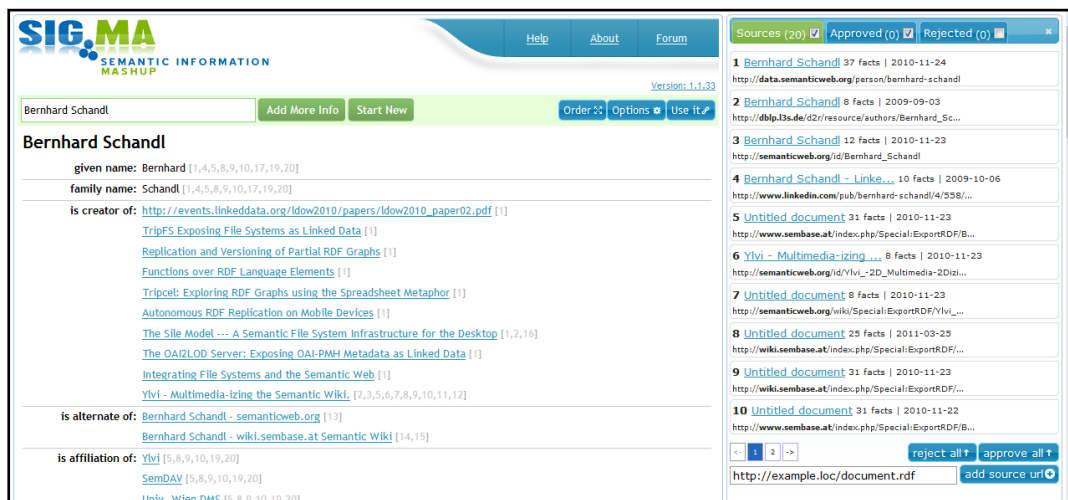 SIG.MA
SEMANTIC INFORMATION
MASHUP
Help About Forum
Version: 1.1.33
Bernhard Schandl Add More Info Start New Order Options Use it
Bernhard Schandl
given name: Bernhard [1,4,5,8,9,10,17,19,20]
family name: Schandl [1,4,5,8,9,10,17,19,20]
is creator of: http://events.linkeddata.org/ldow2010/papers/ldow2010_paper02.pdf [1]
TripFS Exposing File Systems as Linked Data [1]
Replication and Versioning of Partial RDF Graphs [1]
Functions over RDF Language Elements [1]
Tripcel: Exploring RDF Graphs using the Spreadsheet Metaphor [1]
Autonomous RDF Replication on Mobile Devices [1]
The Sile Model --- A Semantic File System Infrastructure for the Desktop [1,2,16]
The OAI2LOD Server: Exposing OAI-PMH Metadata as Linked Data [1]
Integrating File Systems and the Semantic Web [1]
Ylvi - Multimedia-izing the Semantic Wiki. [2,3,5,6,7,8,9,10,11,12]
is alternate of: Bernhard Schandl - semanticweb.org [13]
Bernhard Schandl - wiki.sembase.at Semantic Wiki [14,15]
is affiliation of: Ylvi [5,8,9,10,19,20]
SemDAV [5,8,9,10,19,20]
Univ. Wien DMS [5,8,9,10,19,20]
Sources (20) Approved (0) Rejected (0) ×
1 Bernhard Schandl 37 facts | 2010-11-24
http://data.semanticweb.org/person/bernhard-schandl
2 Bernhard Schandl 8 facts | 2009-09-03
http://dblp.l3s.de/d2r/resource/authors/Bernhard_Sc...
3 Bernhard Schandl 12 facts | 2010-11-23
http://semanticweb.org/id/Bernhard_Schandl
4 Bernhard Schandl - Linke... 10 facts | 2009-10-06
http://www.linkedin.com/pub/bernhard-schandl/4/558/...
5 Untitled document 31 facts | 2010-11-23
http://www.sembase.at/index.php/Special:ExportRDF/B...
6 Ylvi - Multimedia-izing ... 8 facts | 2010-11-23
http://semanticweb.org/id/Ylvi_-2D_Multimedia-2Dizi...
7 Untitled document 8 facts | 2010-11-23
http://semanticweb.org/wiki/Special:ExportRDF/Ylvi_...
8 Untitled document 25 facts | 2011-03-25
http://wiki.sembase.at/index.php/Special:ExportRDF/...
9 Untitled document 31 facts | 2010-11-23
http://wiki.sembase.at/index.php/Special:ExportRDF/...
10 Untitled document 31 facts | 2010-11-22
http://www.sembase.at/index.php/Special:ExportRDF/B...
<- 1 2 -> reject all approve all
http://example.loc/document.rdf add source url